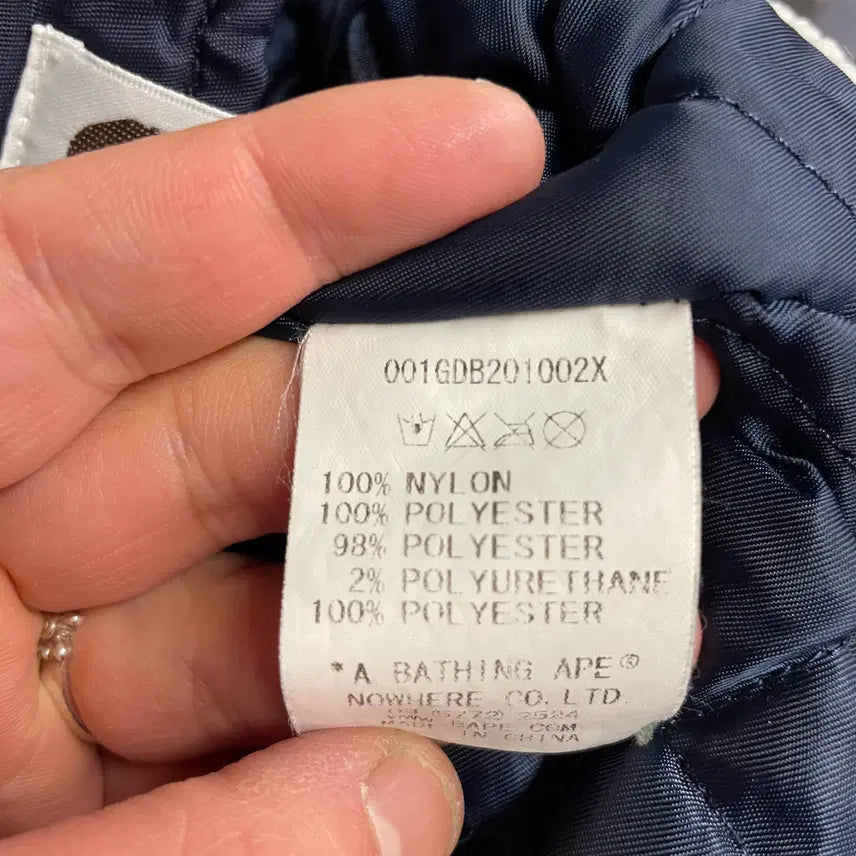 001GDB201002X
100% NYLON
100% POLYESTER
98% POLYESTER
2% POLYURETHANE
100% POLYESTER
*A BATHING APE®
NOWHERE CO. LTD.
BAPE COM
IN CHINA